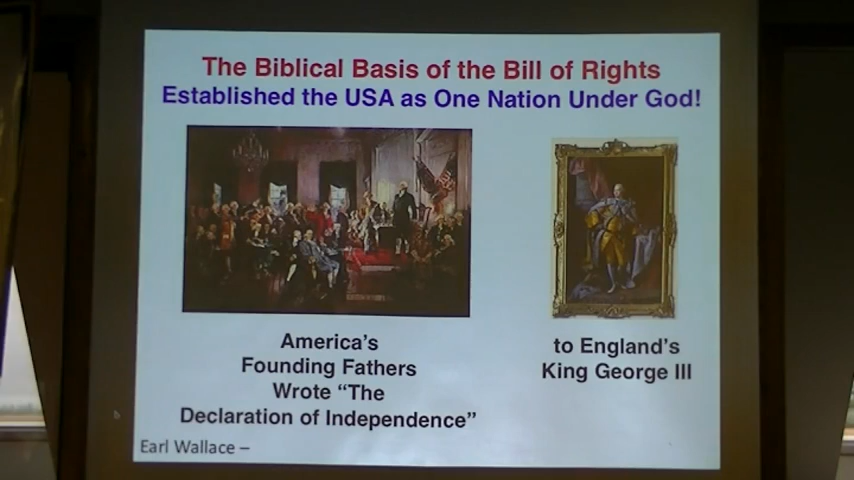 The Biblical Basis of the Bill of Rights
Established the USA as One Nation Under God!
America's
Founding Fathers
Wrote “The
Declaration of Independence”
to England's
King George III
Earl Wallace –